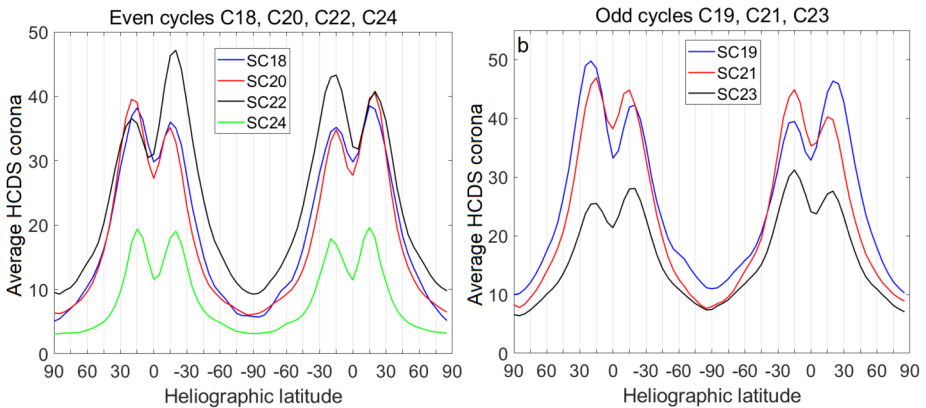 Even cycles C18, C20, C22, C24
SC18
SC20
SC22
SC24
50
40
30
20
10
0
Average HCDS corona
90 60 30 0 -30 -60 -90 -60 -30 0 30 60 90
Heliographic latitude
Odd cycles C19, C21, C23
b
SC19
SC21
SC23
50
40
30
20
10
0
Average HCDS corona
90 60 30 0 -30 -60 -90 -60 -30 0 30 60 90
Heliographic latitude